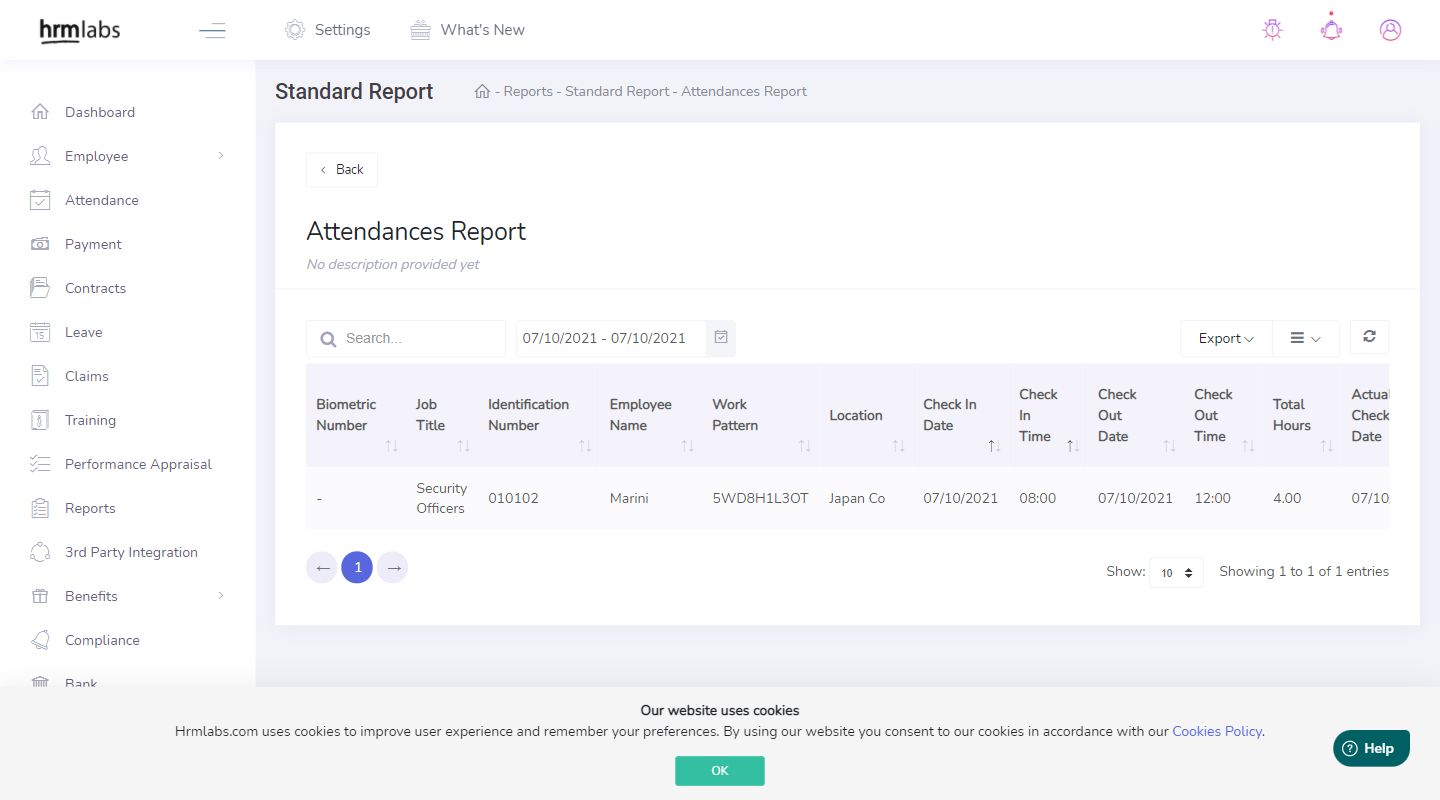 hrmlabs
Settings
What's New
Dashboard
Employee
Attendance
Payment
Contracts
15
Leave
Claims
Training
Performance Appraisal
Reports
3rd Party Integration
Benefits
Compliance
Bank
Standard Report
- Reports - Standard Report - Attendances Report
Back
Attendances Report
No description provided yet
Search...
07/10/2021 - 07/10/2021
Export
Biometric Number
Job Title
Identification Number
Employee Name
Work Pattern
Location
Check In Date
Check In Time
Check Out Date
Check Out Time
Total Hours
Actual Check Date
-
Security Officers
010102
Marini
5WD8H1L3OT
Japan Co
07/10/2021
08:00
07/10/2021
12:00
4.00
07/10
← 1 →
Show: 10
Showing 1 to 1 of 1 entries
Our website uses cookies
Hrmlabs.com uses cookies to improve user experience and remember your preferences. By using our website you consent to our cookies in accordance with our Cookies Policy.
OK
? Help